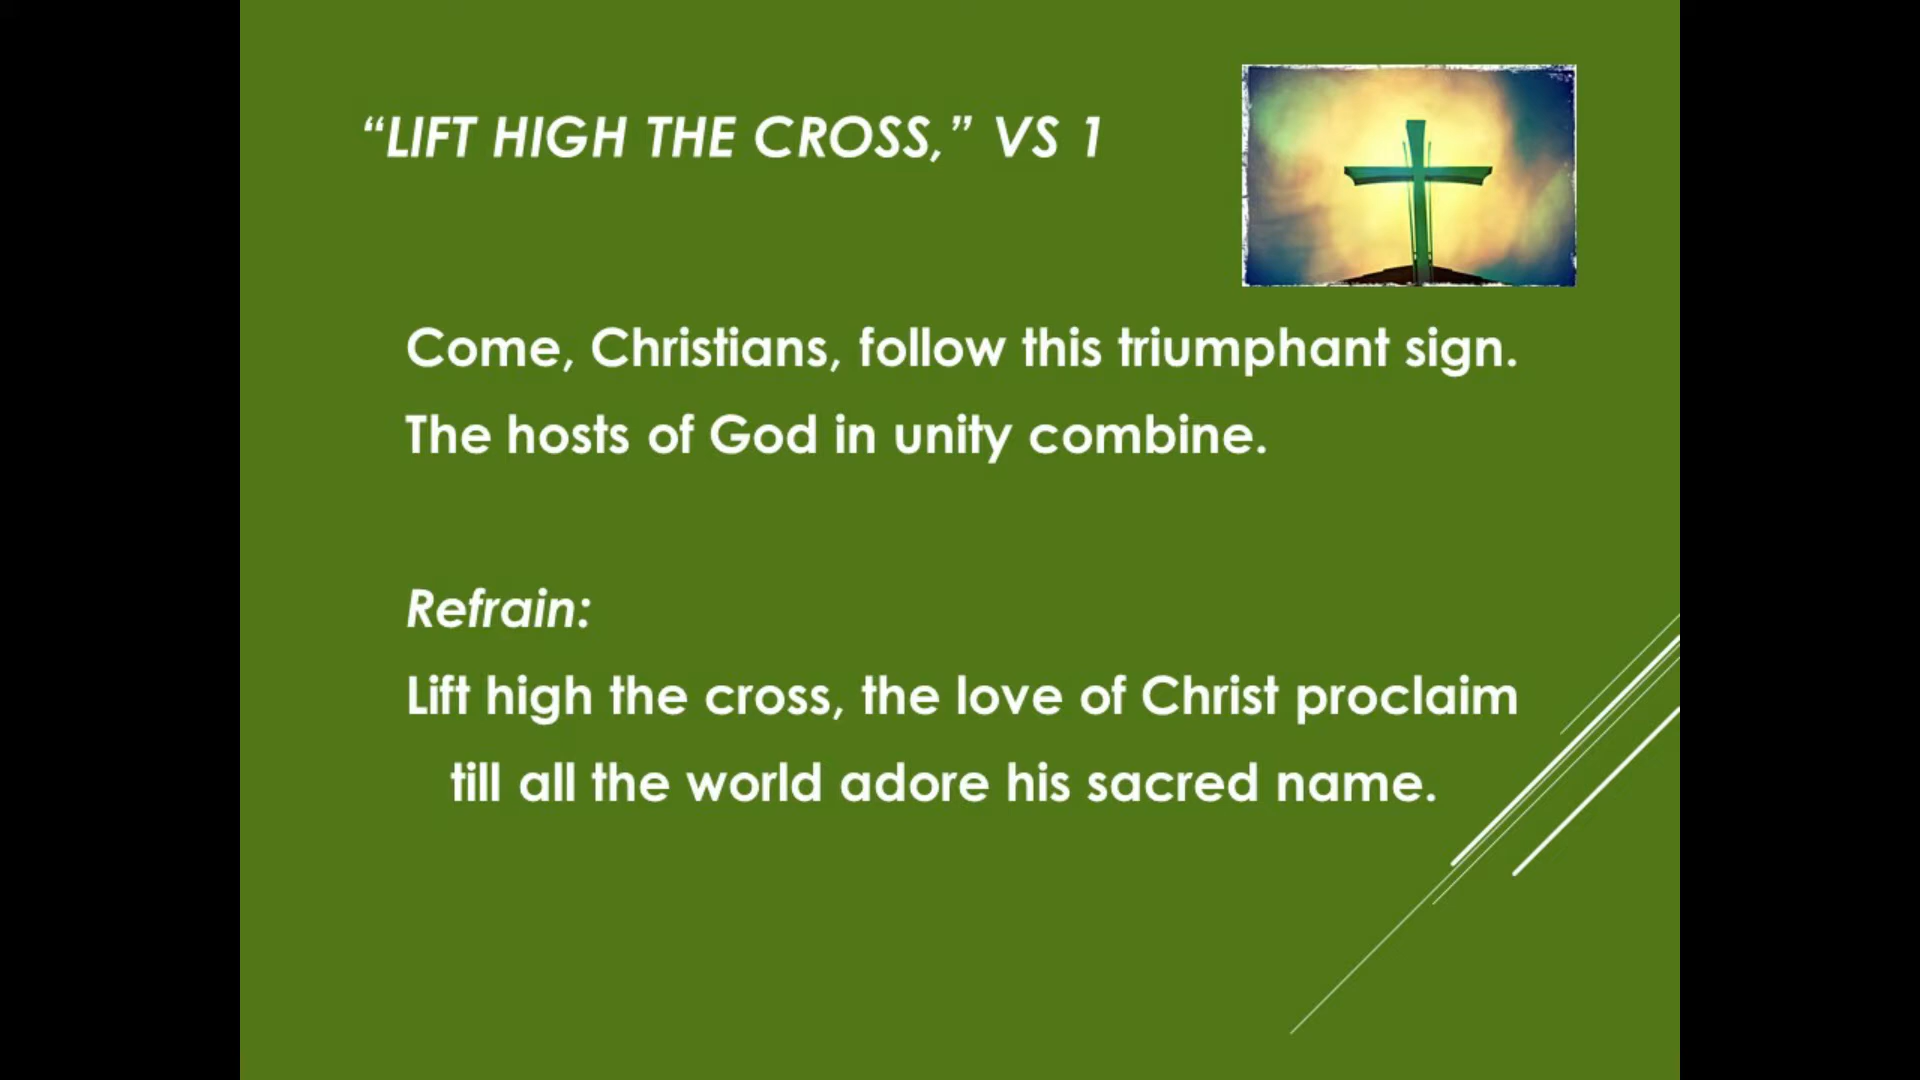 “LIFT HIGH THE CROSS,” VS 1
Come, Christians, follow this triumphant sign.
The hosts of God in unity combine.
Refrain:
Lift high the cross, the love of Christ proclaim
till all the world adore his sacred name.